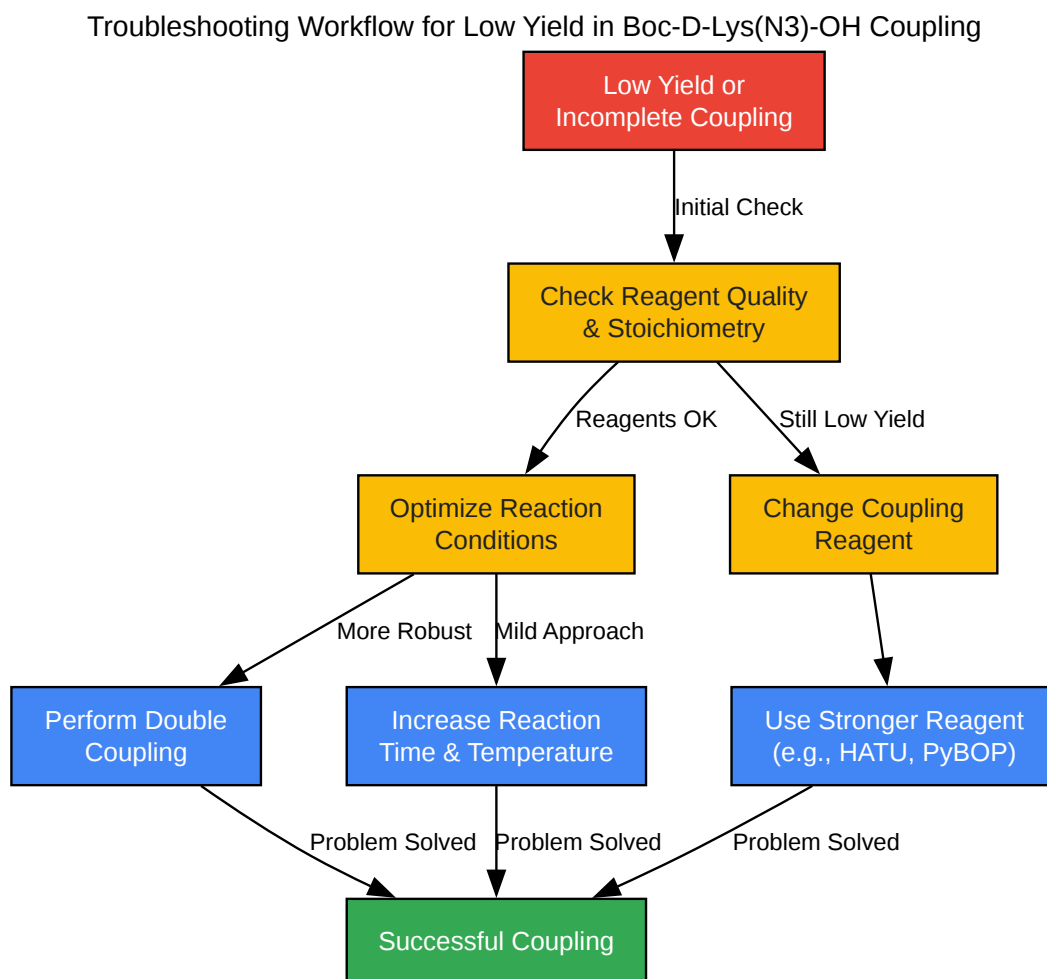 Troubleshooting Workflow for Low Yield in Boc-D-Lys(N3)-OH Coupling
Low Yield or
Incomplete Coupling
Initial Check
Check Reagent Quality
& Stoichiometry
Reagents OK
Still Low Yield
Optimize Reaction
Conditions
Change Coupling
Reagent
More Robust
Mild Approach
Perform Double
Coupling
Increase Reaction
Time & Temperature
Use Stronger Reagent
(e.g., HATU, PyBOP)
Problem Solved
Problem Solved
Problem Solved
Successful Coupling